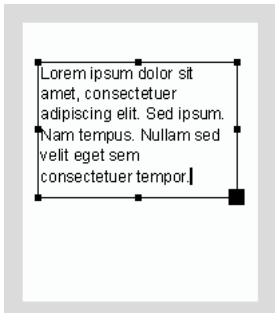 Lorem ipsum dolor sit
amet, consectetuer
adipiscing elit. Sed ipsum.
Nam tempus. Nullam sed
velit eget sem
consectetuer tempor.